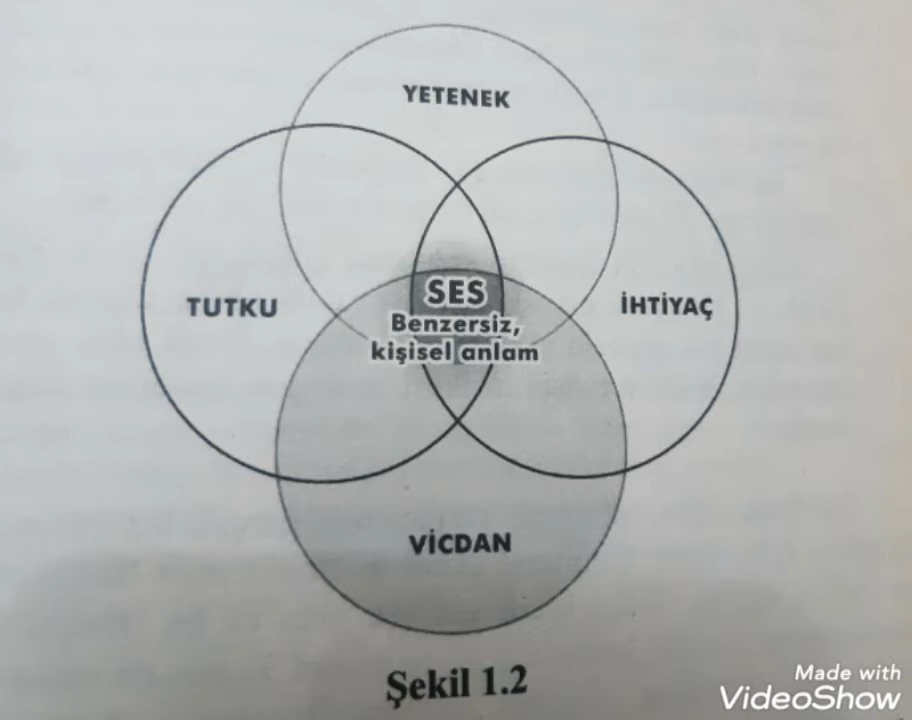 YETENEK
TUTKU
SES
Benzersiz,
kişisel anlam
İHTİYAÇ
VİCDAN
Şekil 1.2
Made with
VideoShow